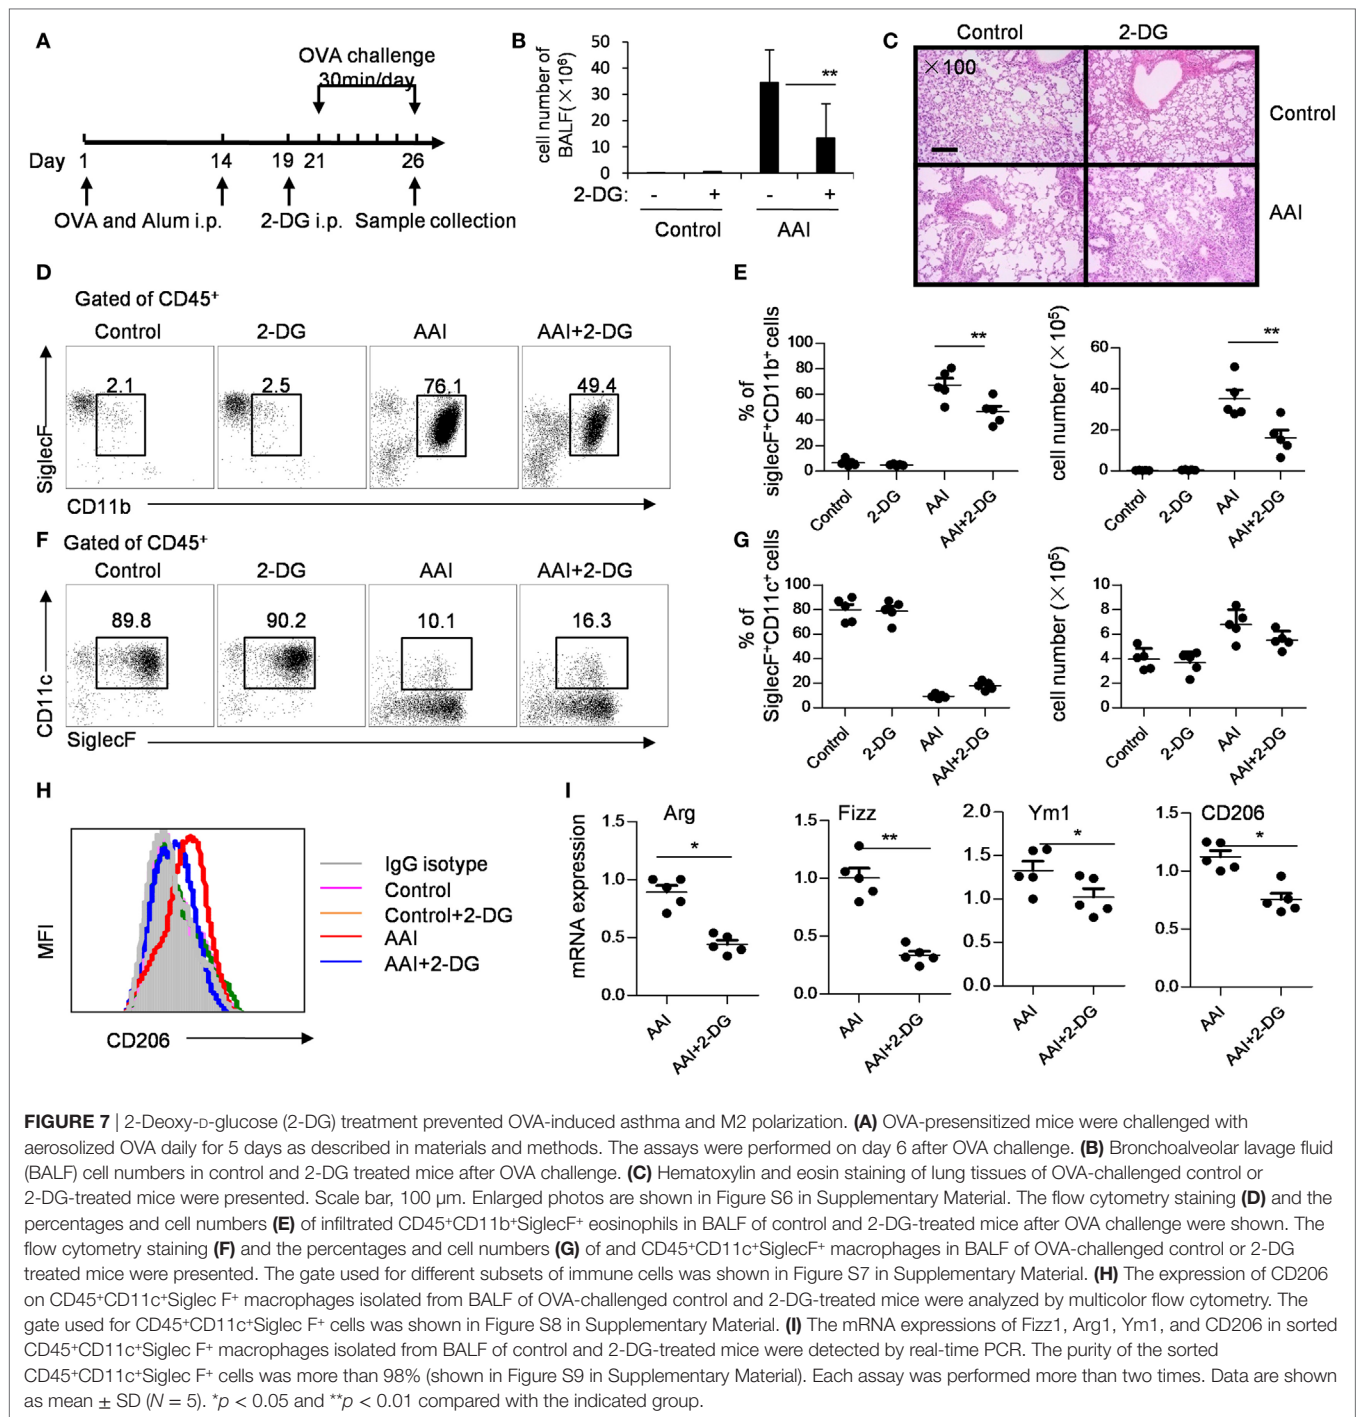 A
OVA challenge
30min/day
Day 1 14 19 21 26
OVA and Alum i.p. 2-DG i.p. Sample collection
B
cell number of
BALF(×10⁶)
50
40
30
20
10
0
2-DG: - + - +
Control AAI
**
C
Control 2-DG
×100
Control
AAI
D
Gated of CD45⁺
Control 2-DG AAI AAI+2-DG
2.1 2.5 76.1 49.4
SiglecF
CD11b
E
% of
siglecF⁺CD11b⁺ cells
100
80
60
40
20
0
**
Control 2-DG AAI AAI+2-DG
cell number (×10⁵)
60
40
20
0
**
Control 2-DG AAI AAI+2-DG
F
Gated of CD45⁺
Control 2-DG AAI AAI+2-DG
89.8 90.2 10.1 16.3
CD11c
SiglecF
G
% of
SiglecF⁺CD11c⁺ cells
100
80
60
40
20
0
Control 2-DG AAI AAI+2-DG
cell number (×10⁵)
10
8
6
4
2
0
Control 2-DG AAI AAI+2-DG
H
MFI
CD206
IgG isotype
Control
Control+2-DG
AAI
AAI+2-DG
I
mRNA expression
Arg
1.5
1.0
0.5
0.0
*
AAI AAI+2-DG
Fizz
1.5
1.0
0.5
0.0
**
AAI AAI+2-DG
Ym1
2.0
1.5
1.0
0.5
0.0
*
AAI AAI+2-DG
CD206
1.5
1.0
0.5
0.0
*
AAI AAI+2-DG
FIGURE 7 | 2-Deoxy-D-glucose (2-DG) treatment prevented OVA-induced asthma and M2 polarization. (A) OVA-presensitized mice were challenged with
aerosolized OVA daily for 5 days as described in materials and methods. The assays were performed on day 6 after OVA challenge. (B) Bronchoalveolar lavage fluid
(BALF) cell numbers in control and 2-DG treated mice after OVA challenge. (C) Hematoxylin and eosin staining of lung tissues of OVA-challenged control or
2-DG-treated mice were presented. Scale bar, 100 µm. Enlarged photos are shown in Figure S6 in Supplementary Material. The flow cytometry staining (D) and the
percentages and cell numbers (E) of infiltrated CD45⁺CD11b⁺SiglecF⁺ eosinophils in BALF of control and 2-DG-treated mice after OVA challenge were shown. The
flow cytometry staining (F) and the percentages and cell numbers (G) of and CD45⁺CD11c⁺SiglecF⁺ macrophages in BALF of OVA-challenged control or 2-DG
treated mice were presented. The gate used for different subsets of immune cells was shown in Figure S7 in Supplementary Material. (H) The expression of CD206
on CD45⁺CD11c⁺Siglec F⁺ macrophages isolated from BALF of OVA-challenged control and 2-DG-treated mice were analyzed by multicolor flow cytometry. The
gate used for CD45⁺CD11c⁺Siglec F⁺ cells was shown in Figure S8 in Supplementary Material. (I) The mRNA expressions of Fizz1, Arg1, Ym1, and CD206 in sorted
CD45⁺CD11c⁺Siglec F⁺ macrophages isolated from BALF of control and 2-DG-treated mice were detected by real-time PCR. The purity of the sorted
CD45⁺CD11c⁺Siglec F⁺ cells was more than 98% (shown in Figure S9 in Supplementary Material). Each assay was performed more than two times. Data are shown
as mean ± SD (N = 5). *p < 0.05 and **p < 0.01 compared with the indicated group.